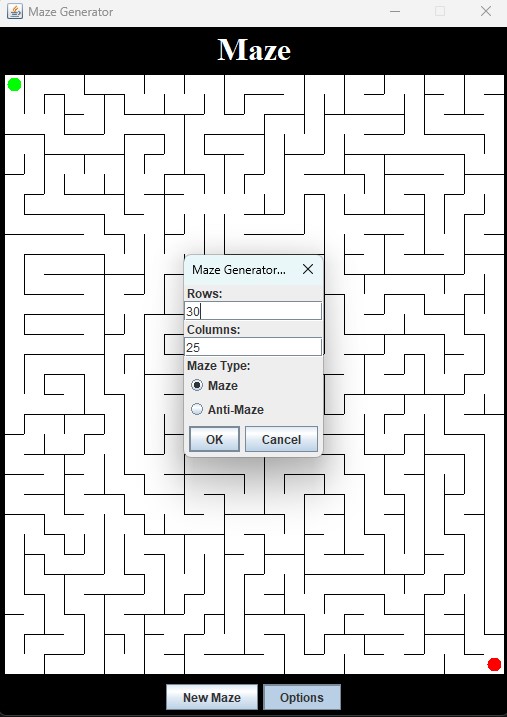 Maze Generator
Maze
Maze Generator...
Rows:
30
Columns:
25
Maze Type:
Maze
Anti-Maze
OK Cancel
New Maze Options